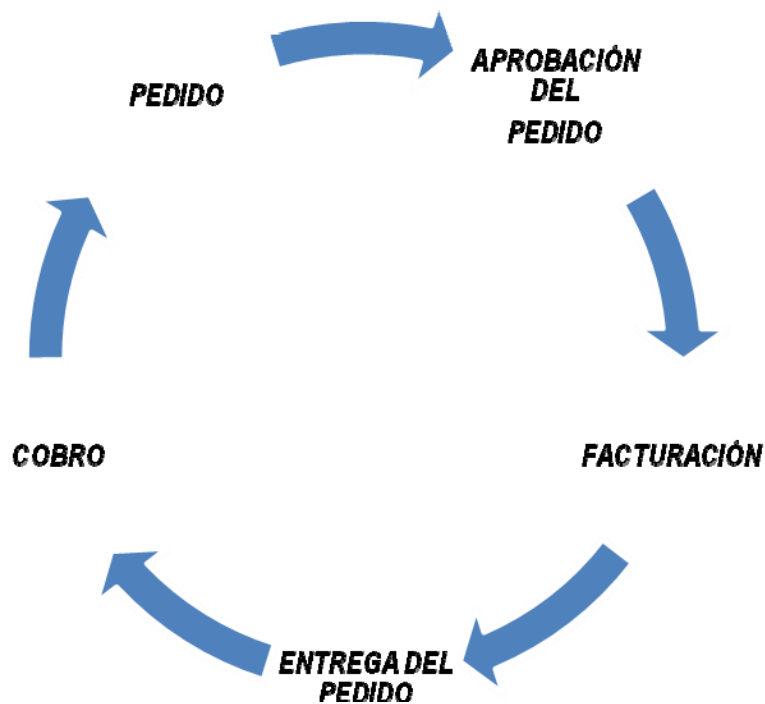 PEDIDO
APROBACIÓN
DEL
PEDIDO
FACTURACIÓN
ENTREGA DEL
PEDIDO
COBRO